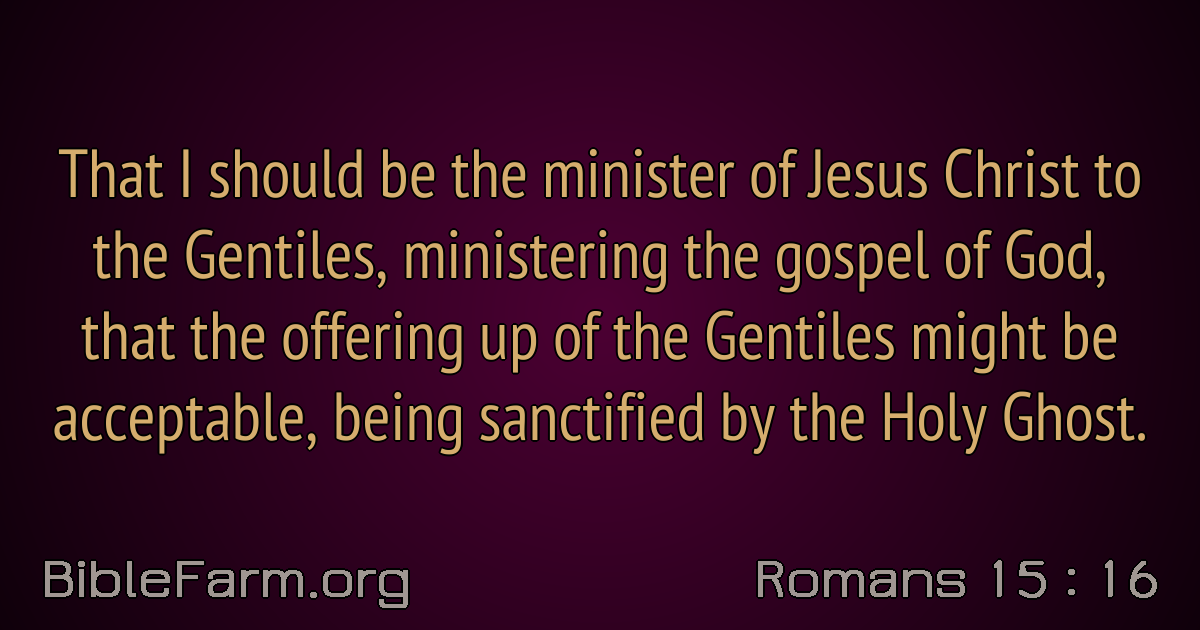 That I should be the minister of Jesus Christ to
the Gentiles, ministering the gospel of God,
that the offering up of the Gentiles might be
acceptable, being sanctified by the Holy Ghost.
BibleFarm.org
Romans 15 : 16